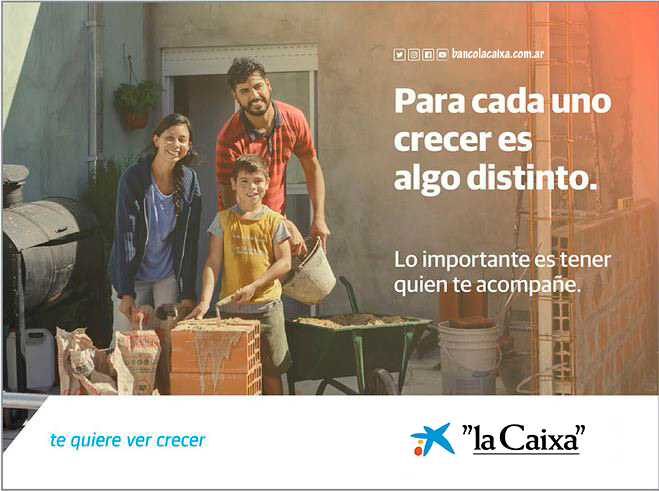 bancolacaixa.com.ar
Para cada uno
crecer es
algo distinto.
Lo importante es tener
quien te acompañe.
te quiere ver crecer
”la Caixa”